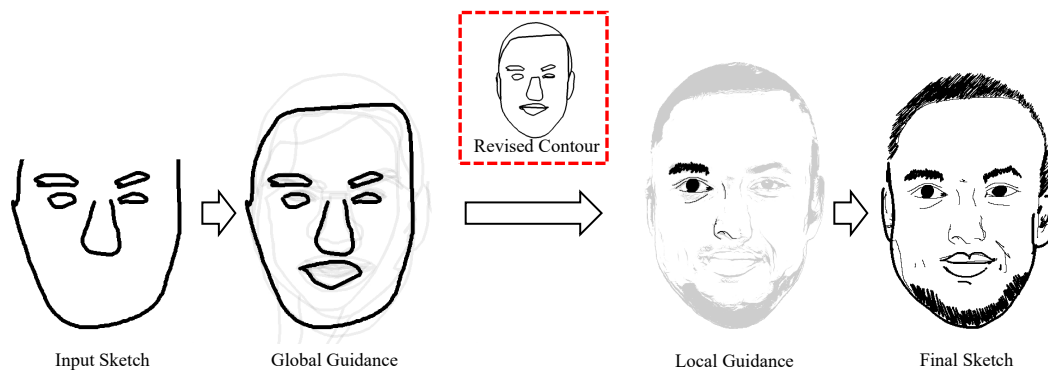 Revised Contour
Input Sketch
Global Guidance
Local Guidance
Final Sketch